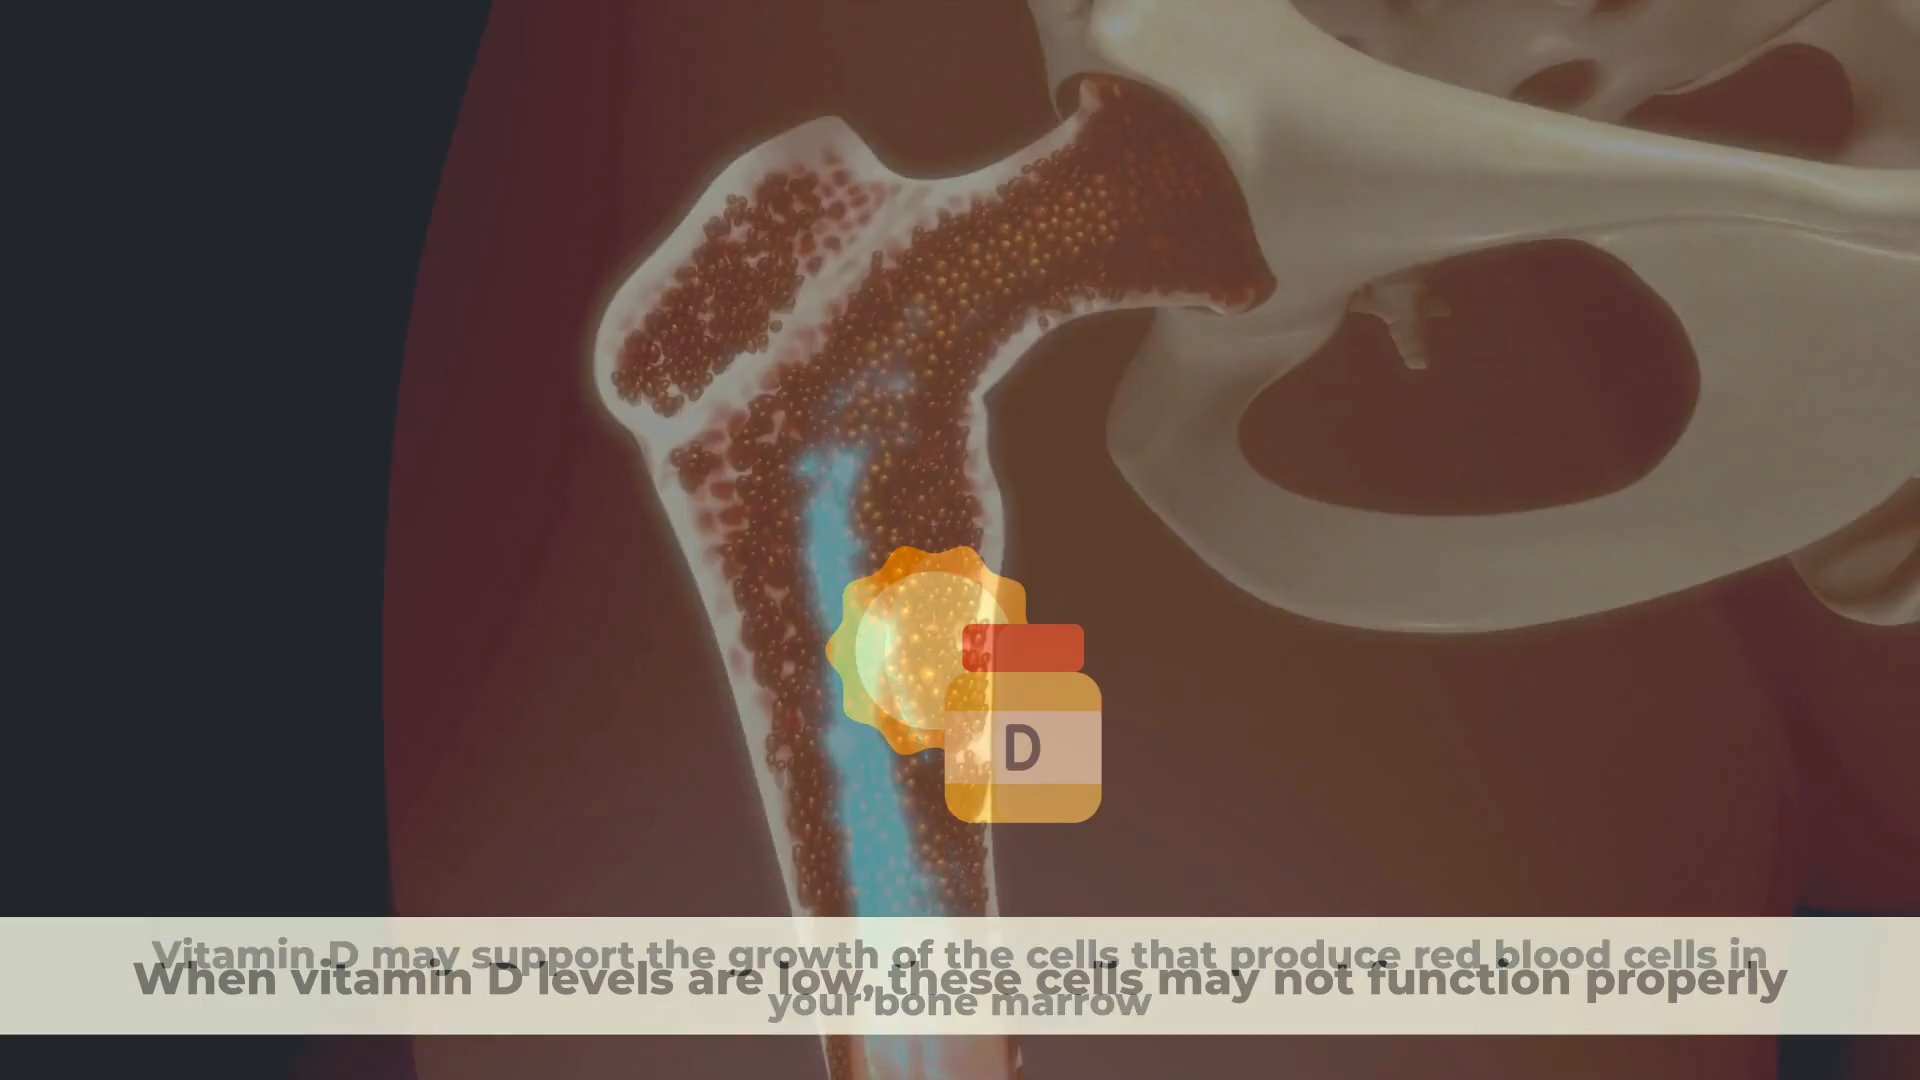 D
Vitamin D may support the growth of the cells that produce red blood cells in
your bone marrow
When vitamin D levels are low, these cells may not function properly